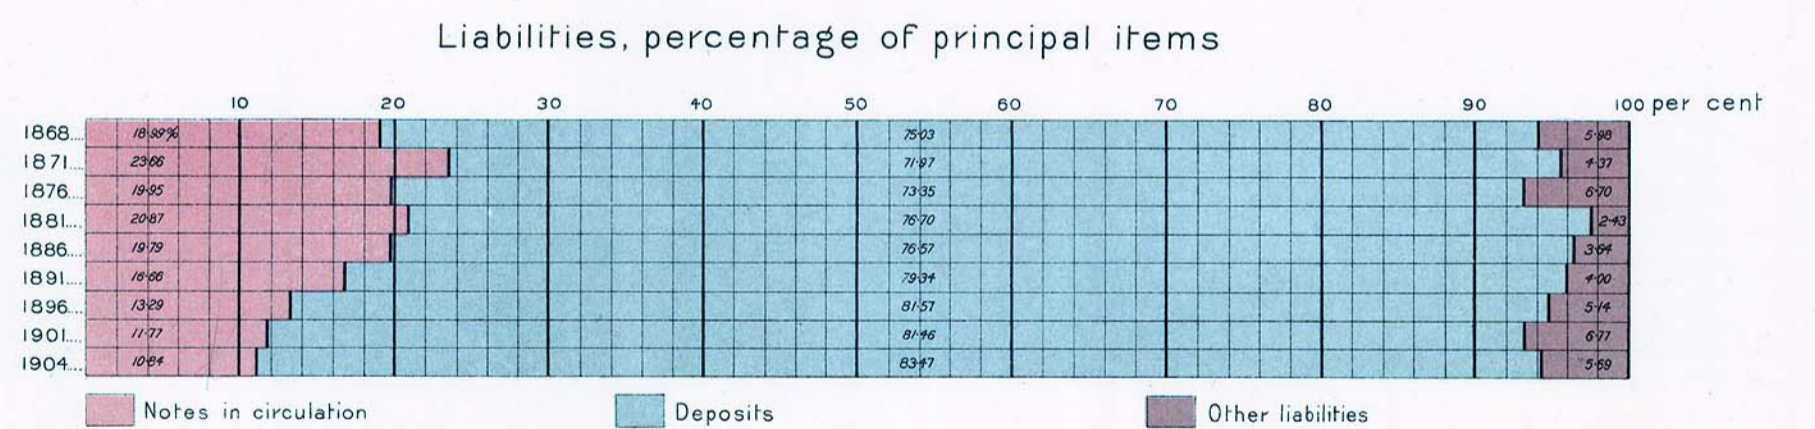 Liabilities, percentage of principal items
10 20 30 40 50 60 70 80 90 100 per cent
1868.... 18·99% 75·03 5·98
1871.... 23·66 71·97 4·37
1876.... 19·95 73·35 6·70
1881.... 20·87 76·70 2·43
1886.... 19·79 76·57 3·64
1891.... 16·66 79·34 4·00
1896.... 13·29 81·57 5·14
1901.... 11·77 81·46 6·77
1904.... 10·84 83·47 5·69
Notes in circulation Deposits Other liabilities